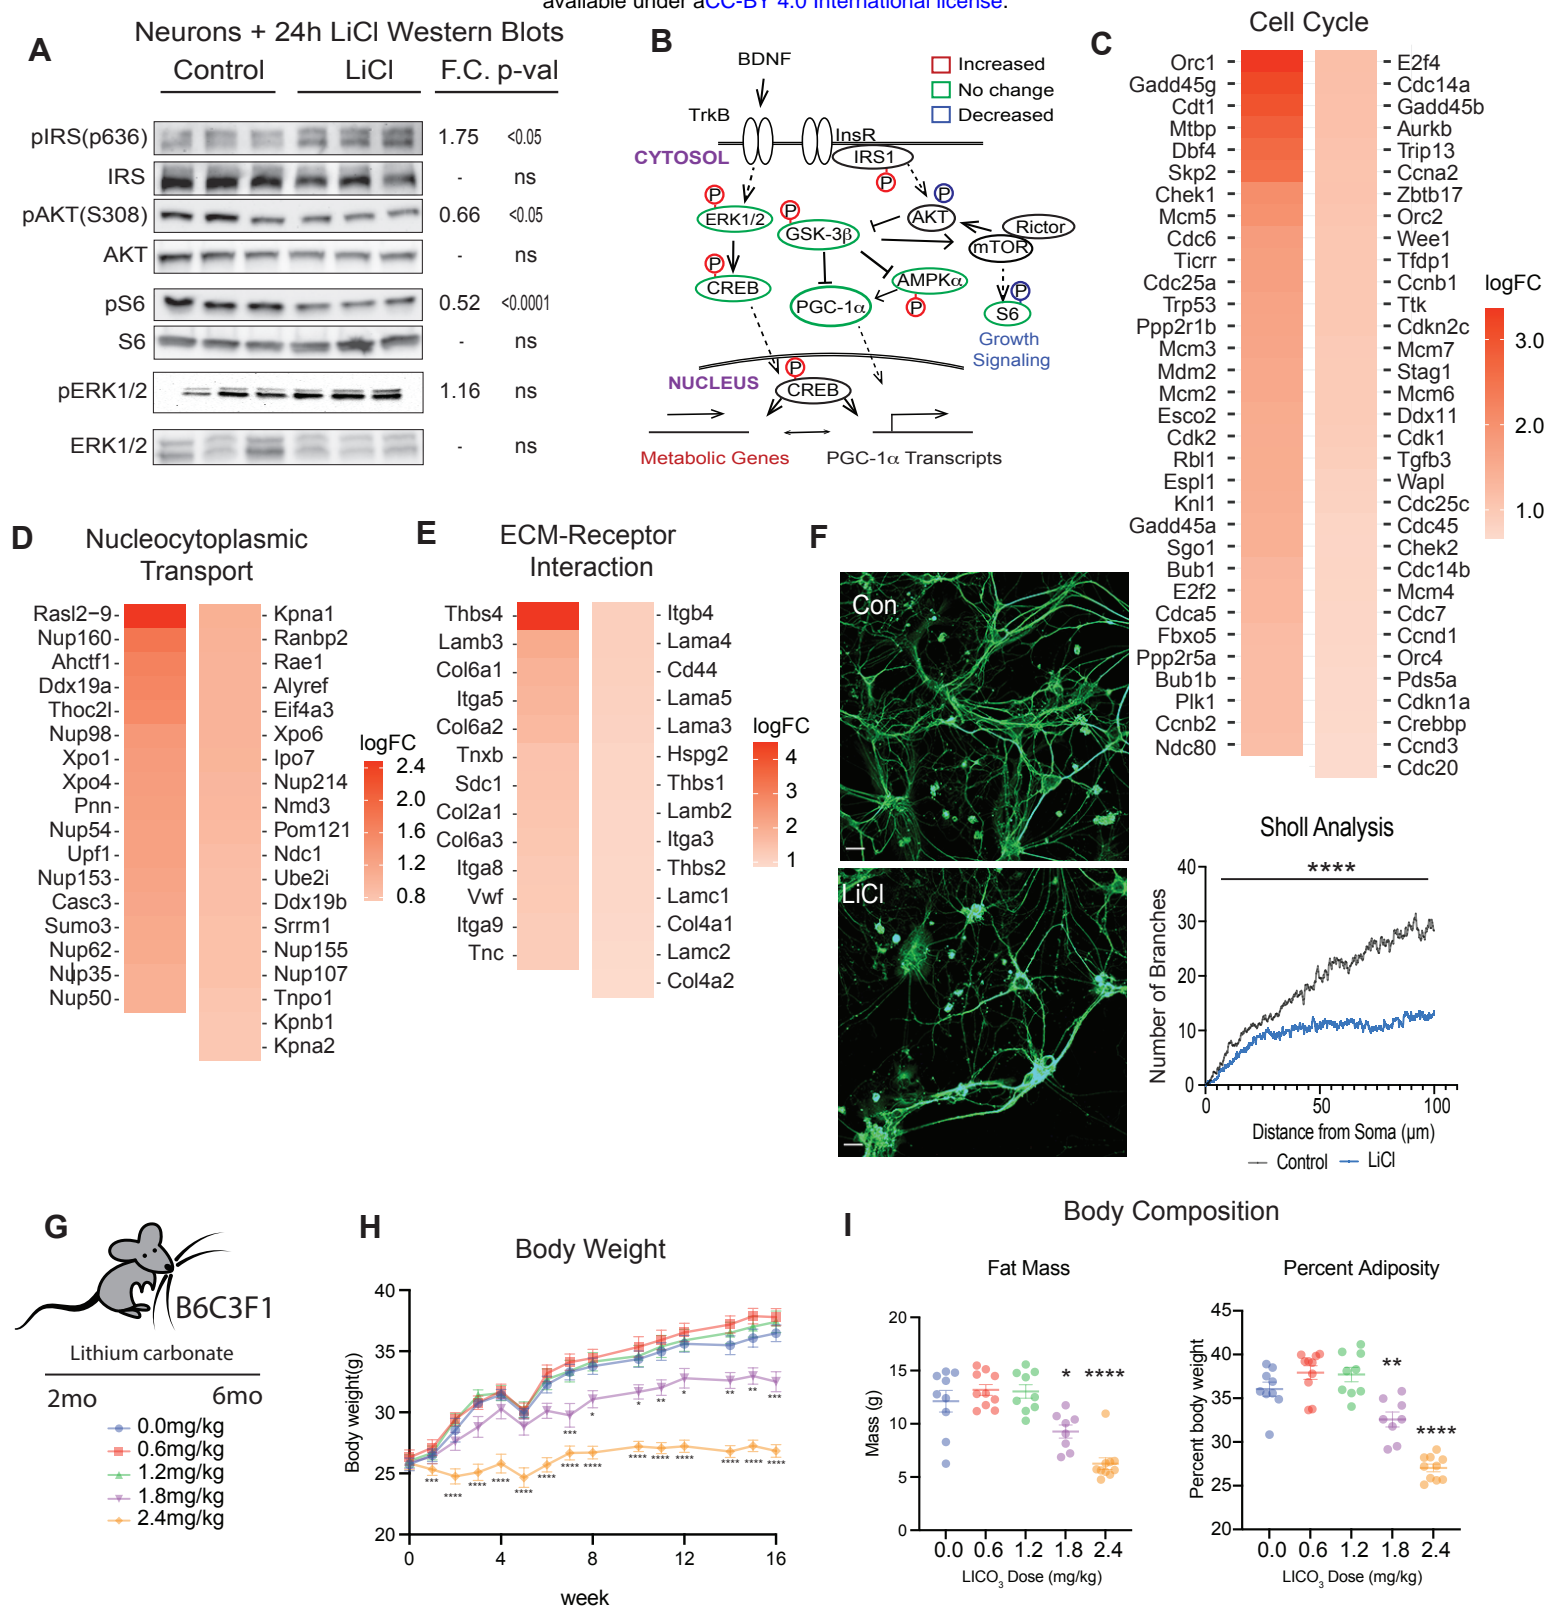 available under aCC-BY 4.0 International license.
A
Neurons + 24h LiCl Western Blots
Control LiCl F.C. p-val
pIRS(p636) 1.75 <0.05
IRS - ns
pAKT(S308) 0.66 <0.05
AKT - ns
pS6 0.52 <0.0001
S6 - ns
pERK1/2 1.16 ns
ERK1/2 - ns
B
BDNF
Increased
No change
Decreased
TrkB
InsR
CYTOSOL
IRS1
P
P
P
P
ERK1/2
GSK-3β
AKT
Rictor
mTOR
P
CREB
AMPKα
P
PGC-1α
P
S6
Growth
Signaling
NUCLEUS
P
CREB
Metabolic Genes
PGC-1α Transcripts
C
Cell Cycle
Orc1 E2f4
Gadd45g Cdc14a
Cdt1 Gadd45b
Mtbp Aurkb
Dbf4 Trip13
Skp2 Ccna2
Chek1 Zbtb17
Mcm5 Orc2
Cdc6 Wee1
Ticrr Tfdp1
Cdc25a Ccnb1
Trp53 Ttk
Ppp2r1b Cdkn2c
Mcm3 Mcm7
Mdm2 Stag1
Mcm2 Mcm6
Esco2 Ddx11
Cdk2 Cdk1
Rbl1 Tgfb3
Espl1 Wapl
Knl1 Cdc25c
Gadd45a Cdc45
Sgo1 Chek2
Bub1 Cdc14b
E2f2 Mcm4
Cdca5 Cdc7
Fbxo5 Ccnd1
Ppp2r5a Orc4
Bub1b Pds5a
Plk1 Cdkn1a
Ccnb2 Crebbp
Ndc80 Ccnd3
Cdc20
logFC
3.0
2.0
1.0
D
Nucleocytoplasmic
Transport
Rasl2−9 Kpna1
Nup160 Ranbp2
Ahctf1 Rae1
Ddx19a Alyref
Thoc2l Eif4a3
Nup98 Xpo6
Xpo1 Ipo7
Xpo4 Nup214
Pnn Nmd3
Nup54 Pom121
Upf1 Ndc1
Nup153 Ube2i
Casc3 Ddx19b
Sumo3 Srrm1
Nup62 Nup155
Nup35 Nup107
Nup50 Tnpo1
Kpnb1
Kpna2
logFC
2.4
2.0
1.6
1.2
0.8
E
ECM-Receptor
Interaction
Thbs4 Itgb4
Lamb3 Lama4
Col6a1 Cd44
Itga5 Lama5
Col6a2 Lama3
Tnxb Hspg2
Sdc1 Thbs1
Col2a1 Lamb2
Col6a3 Itga3
Itga8 Thbs2
Vwf Lamc1
Itga9 Col4a1
Tnc Lamc2
Col4a2
logFC
4
3
2
1
F
Con
LiCl
Sholl Analysis
****
40
30
20
10
0
Number of Branches
0 50 100
Distance from Soma (µm)
Control LiCl
G
B6C3F1
Lithium carbonate
2mo 6mo
0.0mg/kg
0.6mg/kg
1.2mg/kg
1.8mg/kg
2.4mg/kg
H
Body Weight
Body weight(g)
40
35
30
25
20
*** * * ** * ** ** ***
*** **** *** **** **** **** **** **** **** **** **** **** **** ****
0 4 8 12 16
week
I
Body Composition
Fat Mass
Mass (g)
20
15
10
5
0
* ****
0.0 0.6 1.2 1.8 2.4
LICO3 Dose (mg/kg)
Percent Adiposity
Percent body weight
45
40
35
30
25
20
** ****
0.0 0.6 1.2 1.8 2.4
LICO3 Dose (mg/kg)